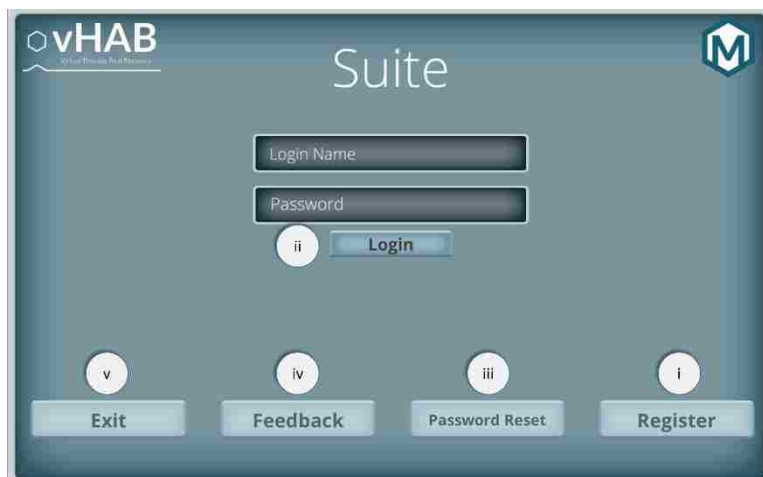 vHAB
Suite
M
Login Name
Password
ii
Login
v
iv
iii
i
Exit
Feedback
Password Reset
Register